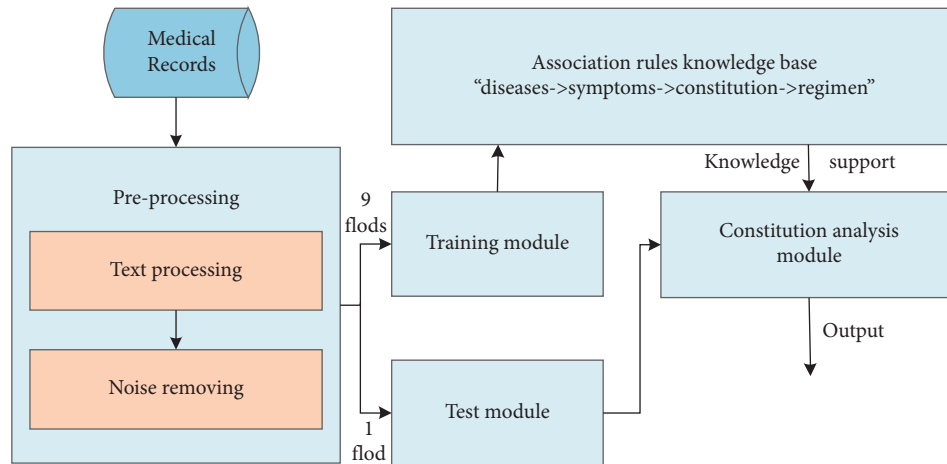 Medical
Records
Association rules knowledge base
“diseases->symptoms->constitution->regimen”
Knowledge support
Pre-processing
9
flods
Training module
Constitution analysis
module
Text processing
Output
Noise removing
Test module
1
flod